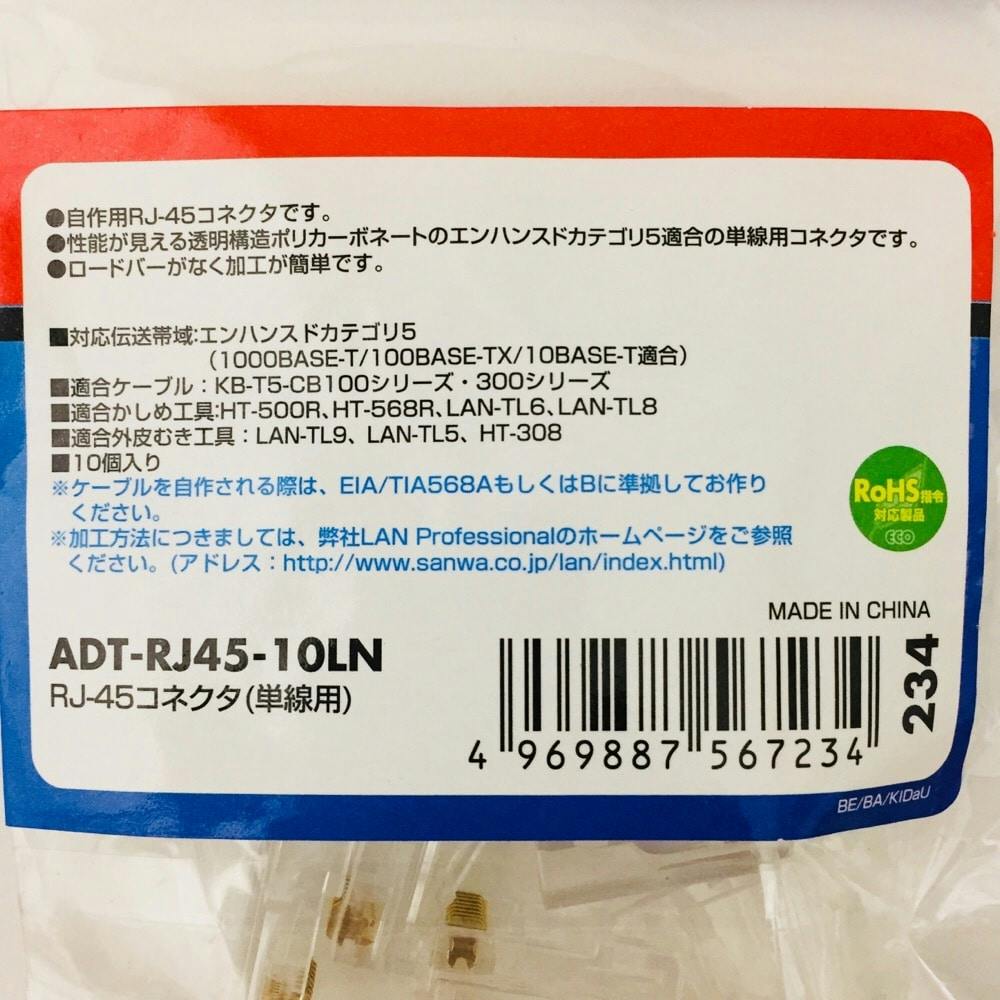 ●自作用RJ-45コネクタです。
●性能が見える透明構造ポリカーボネートのエンハンスドカテゴリ5適合の単線用コネクタです。
●ロードバーがなく加工が簡単です。
■対応伝送帯域:エンハンスドカテゴリ5
(1000BASE-T/100BASE-TX/10BASE-T適合)
■適合ケーブル：KB-T5-CB100シリーズ・300シリーズ
■適合かしめ工具:HT-500R、HT-568R、LAN-TL6、LAN-TL8
■適合外皮むき工具：LAN-TL9、LAN-TL5、HT-308
■10個入り
※ケーブルを自作される際は、EIA/TIA568AもしくはBに準拠してお作り
ください。
※加工方法につきましては、弊社LAN Professionalのホームページをご参照
ください。(アドレス：http://www.sanwa.co.jp/lan/index.html)
RoHS指令
対応製品
ECO
MADE IN CHINA
ADT-RJ45-10LN
RJ-45コネクタ(単線用)
4 969887 567234
234
BE/BA/KIDaU